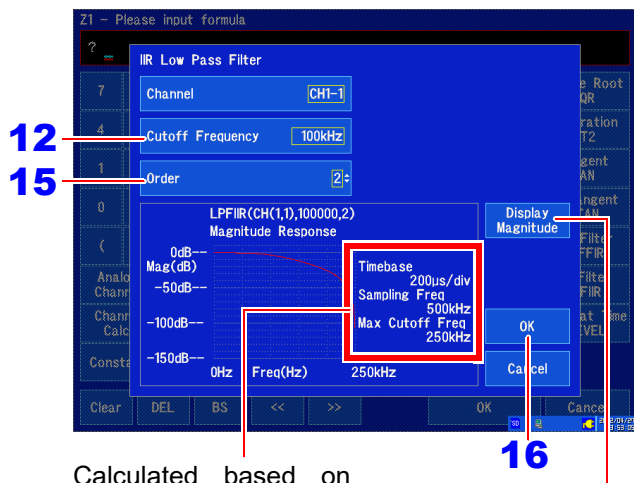 Z1 - Please input formula
? _
IIR Low Pass Filter
7
Channel CH1-1
12
4
Cutoff Frequency 100kHz
15
1
Order 2
0
LPFIIR(CH(1,1),100000,2)
Magnitude Response
Display
Magnitude
(
0dB
Mag(dB)
-50dB
-100dB
-150dB
Timebase
200µs/div
Sampling Freq
500kHz
Max Cutoff Freq
250kHz
0Hz Freq(Hz) 250kHz
OK
Cancel
Clear DEL BS << >> OK
SD
16
Calculated based on